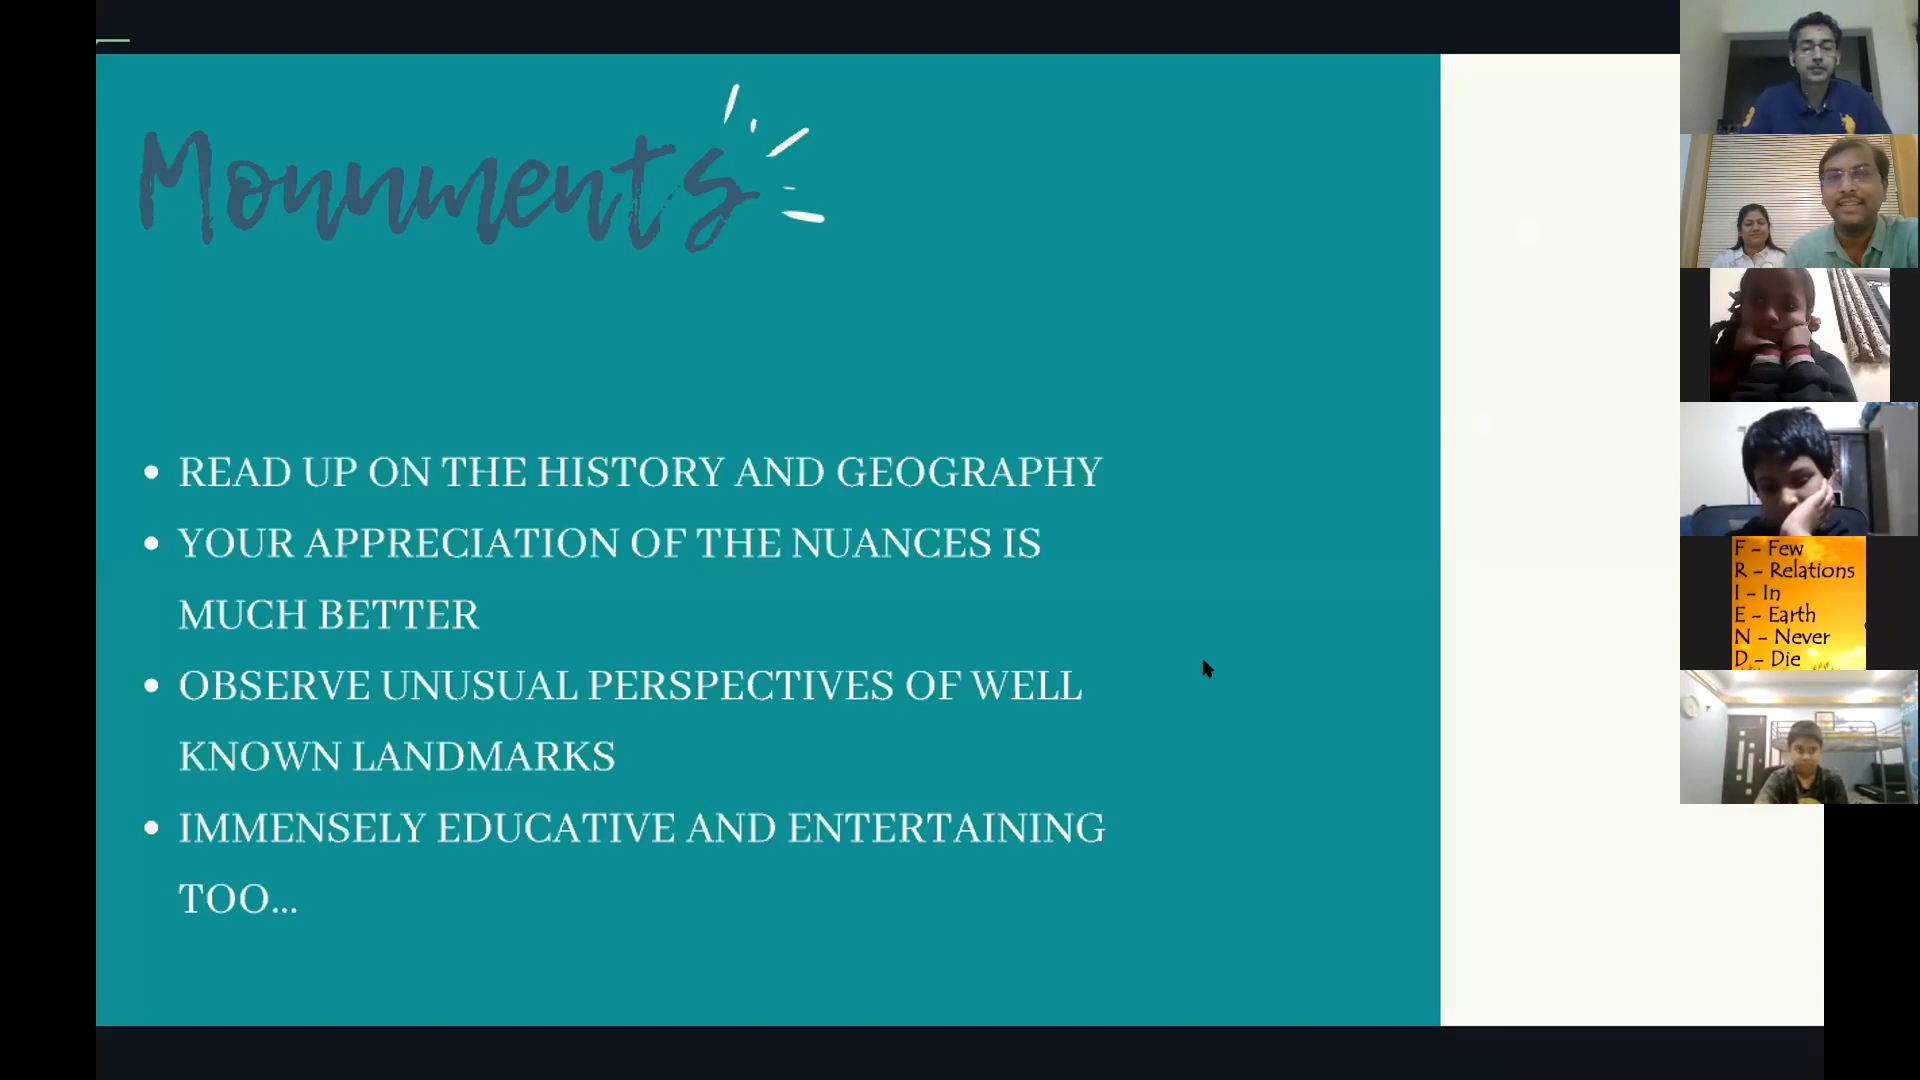 Monuments
• READ UP ON THE HISTORY AND GEOGRAPHY
• YOUR APPRECIATION OF THE NUANCES IS
MUCH BETTER
• OBSERVE UNUSUAL PERSPECTIVES OF WELL
KNOWN LANDMARKS
• IMMENSELY EDUCATIVE AND ENTERTAINING
TOO...
F - Few
R - Relations
I - In
E - Earth
N - Never
D - Die